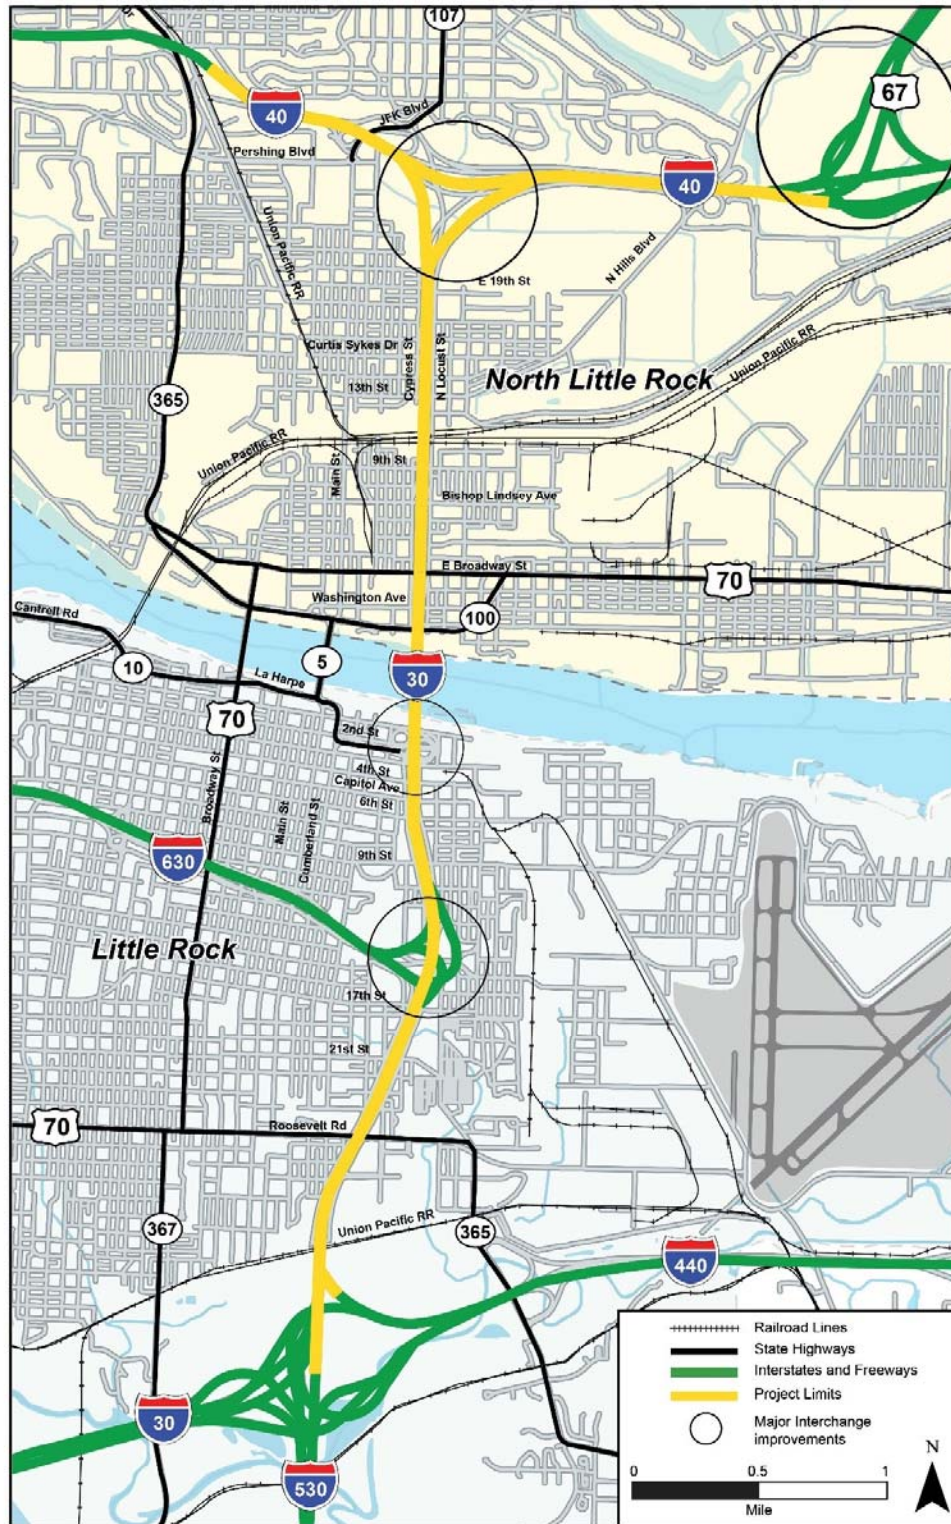 107
Dr
67
40
JFK Blvd
Pershing Blvd
40
Union Pacific RR
N Hills Blvd
E 19th St
Curtis Sykes Dr
Cypress St
N Locust St
Union Pacific RR
13th St
North Little Rock
365
Union Pacific RR
Main St
9th St
Bishop Lindsey Ave
E Broadway St
70
Washington Ave
Cantrell Rd
100
10
5
30
La Harpe
70
2nd St
4th St
Capitol Ave
6th St
Broadway St
Main St
Cumberland St
630
9th St
Little Rock
17th St
21st St
70
Roosevelt Rd
367
Union Pacific RR
365
440
30
530
Railroad Lines
State Highways
Interstates and Freeways
Project Limits
Major Interchange
improvements
N
0 0.5 1
Mile